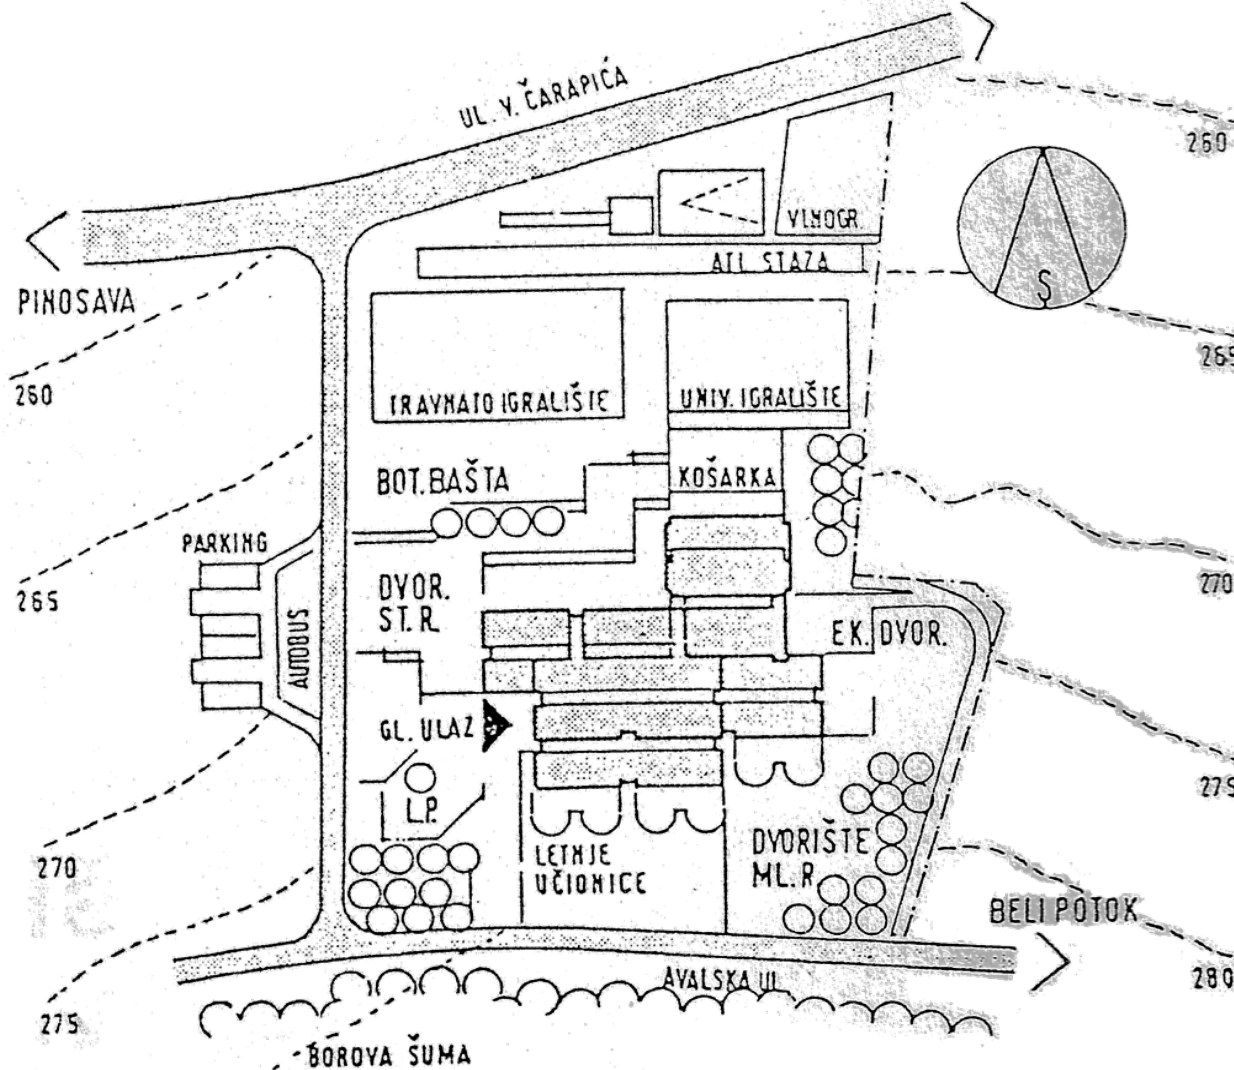 UL. V. ČARAPIĆA
260
VINOGR.
ATL. STAZA
S
PINOSAVA
265
260
TRAVNATO IGRALIŠTE
UNIV. IGRALIŠTE
BOT. BAŠTA
KOŠARKA
PARKING
270
265
DVOR.
ST. R.
AUTOBUS
EK. DVOR.
GL. ULAZ
275
L.P.
270
LETNJE
UČIONICE
DVORIŠTE
ML. R.
BELI POTOK
280
AVALSKA UL.
275
BOROVA ŠUMA